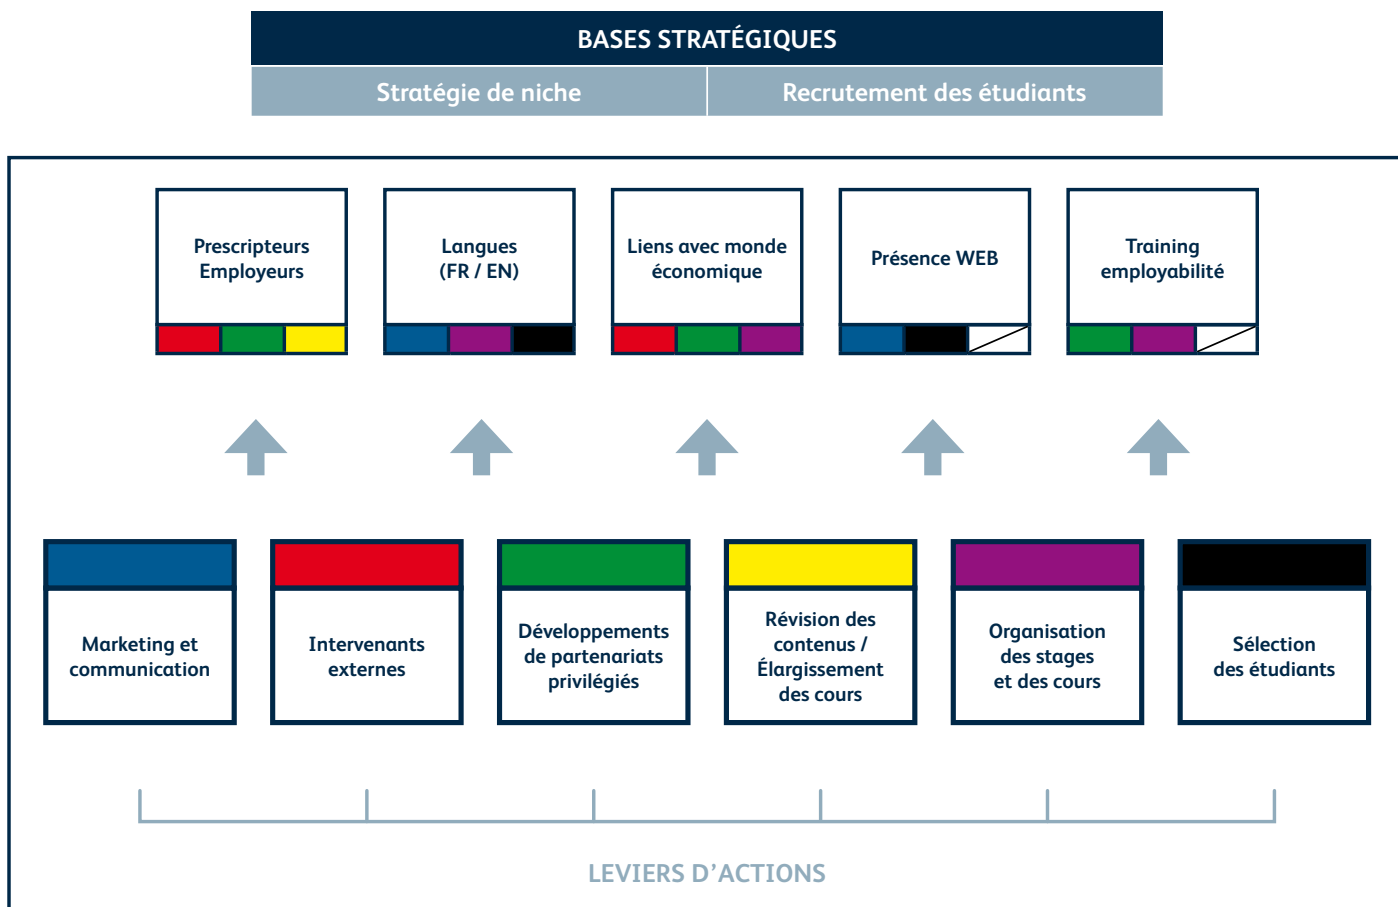 BASES STRATÉGIQUES
Stratégie de niche
Recrutement des étudiants
Prescripteurs
Employeurs
Langues
(FR / EN)
Liens avec monde
économique
Présence WEB
Training
employabilité
Marketing et
communication
Intervenants
externes
Développements
de partenariats
privilégiés
Révision des
contenus /
Élargissement
des cours
Organisation
des stages
et des cours
Sélection
des étudiants
LEVIERS D’ACTIONS